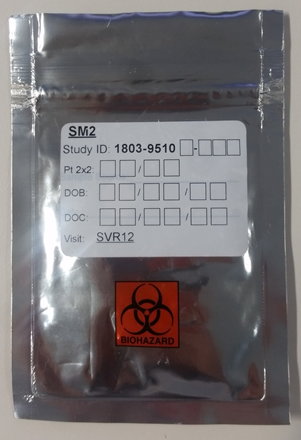 SM2
Study ID: 1803-9510 □-□□□
Pt 2x2: □□/□□
DOB: □□/□□/□□
DOC: □□/□□/□□
Visit: SVR12
BIOHAZARD